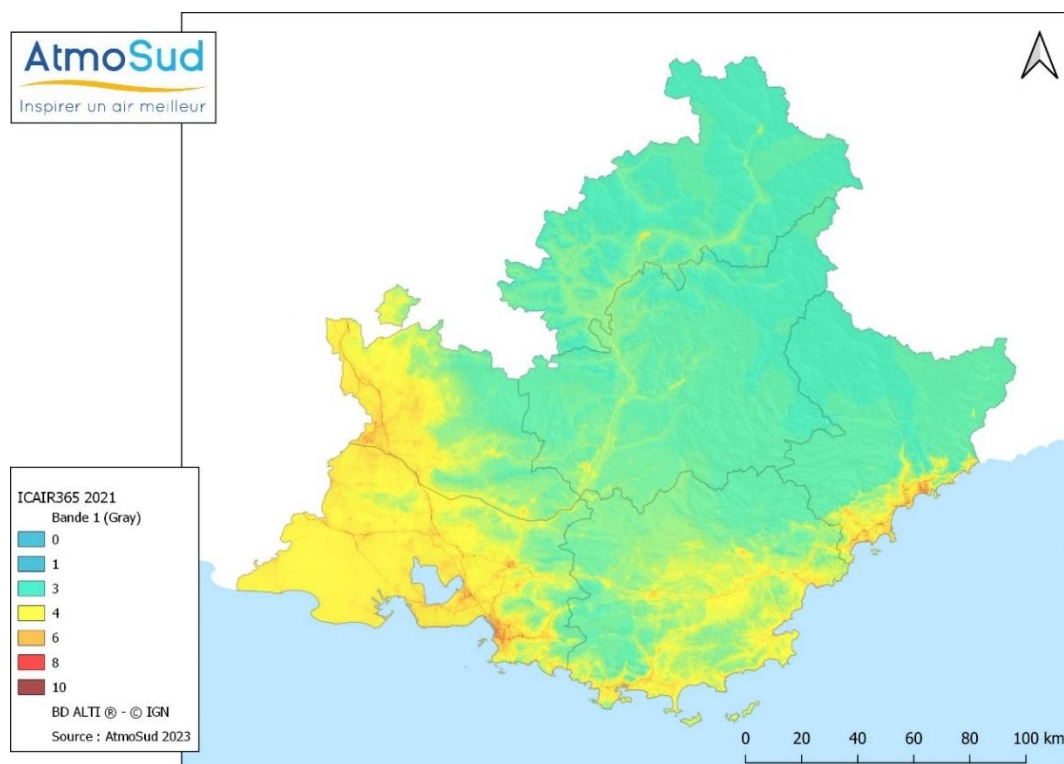 AtmoSud
Inspirer un air meilleur
ICAIR365 2021
Bande 1 (Gray)
0
1
3
4
6
8
10
BD ALTI ® - © IGN
Source : AtmoSud 2023
0 20 40 60 80 100 km